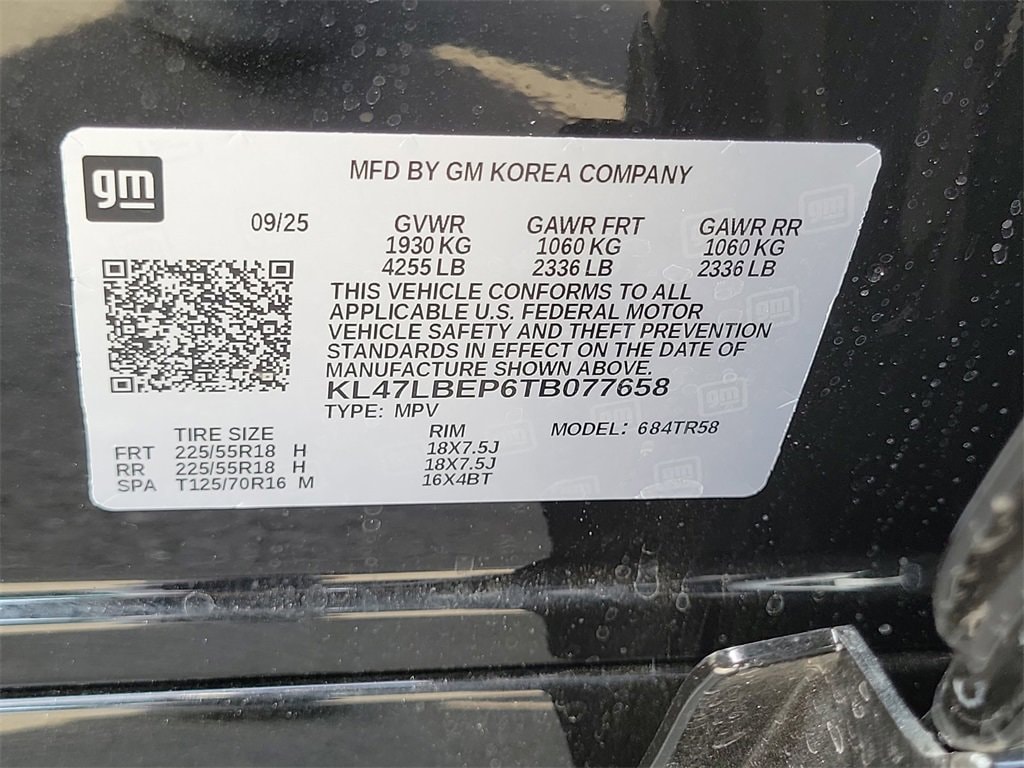 gm
MFD BY GM KOREA COMPANY
09/25 GVWR GAWR FRT GAWR RR
1930 KG 1060 KG 1060 KG
4255 LB 2336 LB 2336 LB
THIS VEHICLE CONFORMS TO ALL
APPLICABLE U.S. FEDERAL MOTOR
VEHICLE SAFETY AND THEFT PREVENTION
STANDARDS IN EFFECT ON THE DATE OF
MANUFACTURE SHOWN ABOVE.
KL47LBEP6TB077658
TYPE: MPV
TIRE SIZE RIM MODEL: 684TR58
FRT 225/55R18 H 18X7.5J
RR 225/55R18 H 18X7.5J
SPA T125/70R16 M 16X4BT